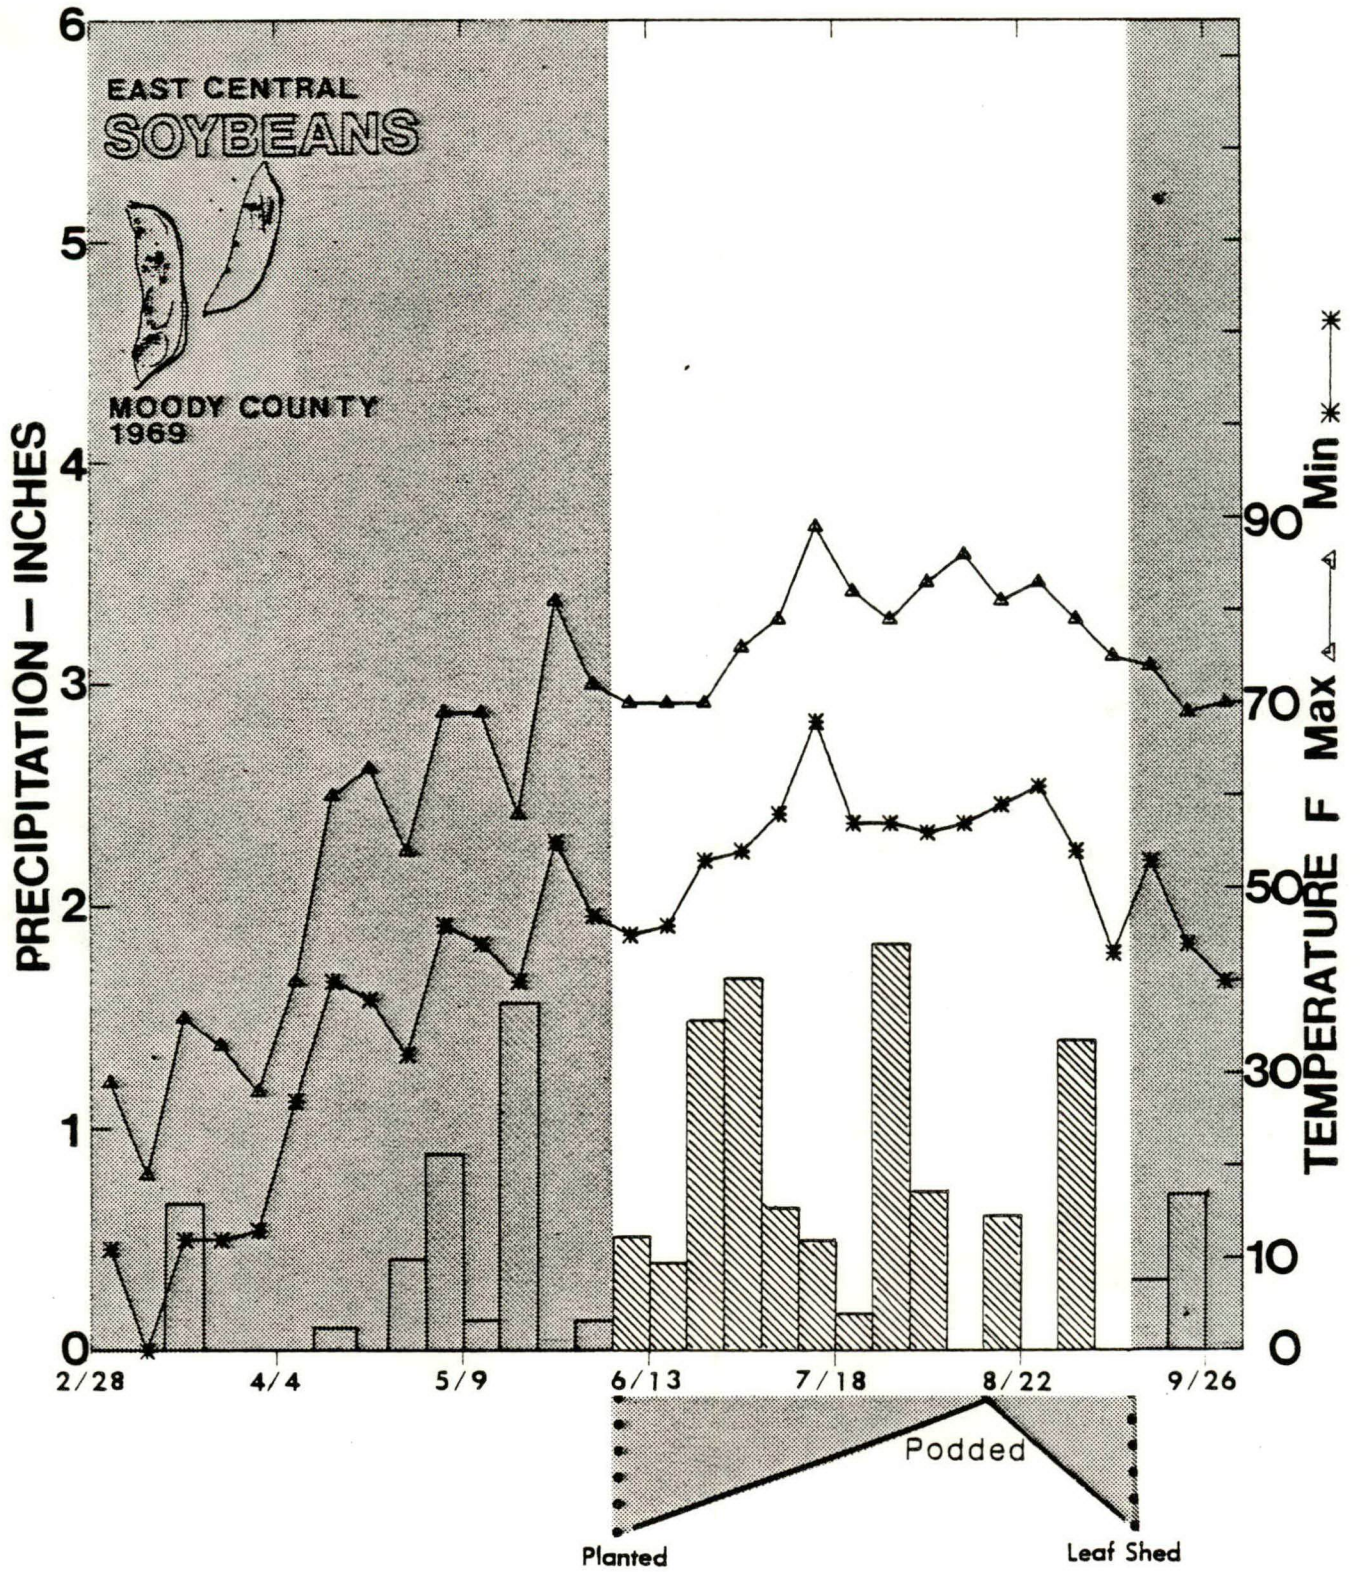 EAST CENTRAL
SOYBEANS
MOODY COUNTY
1969
PRECIPITATION — INCHES
6
5
4
3
2
1
0
2/28
4/4
5/9
6/13
7/18
8/22
9/26
90
70
50
30
10
0
TEMPERATURE F Max Min
Podded
Planted
Leaf Shed